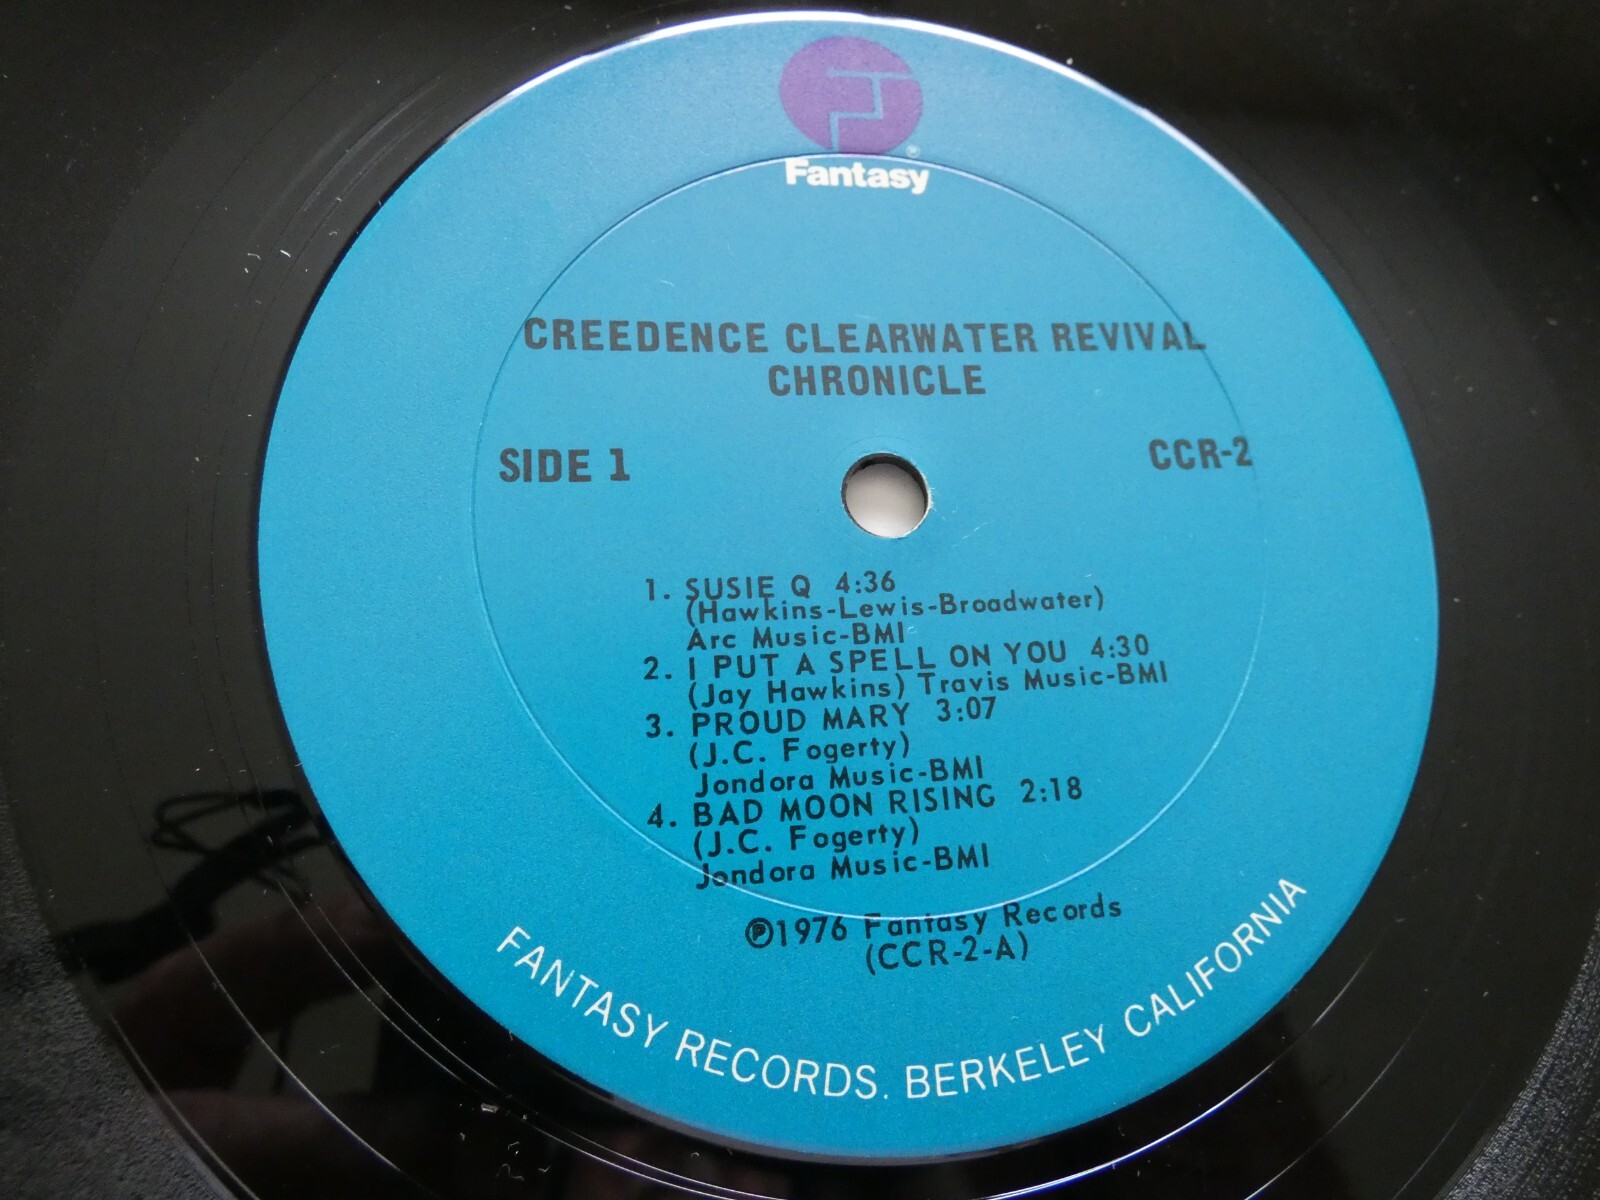 Fantasy
CREEDENCE CLEARWATER REVIVAL
CHRONICLE
SIDE 1
CCR-2
1. SUSIE Q 4:36
(Hawkins-Lewis-Broadwater)
Arc Music-BMI
2. I PUT A SPELL ON YOU 4:30
(Jay Hawkins) Travis Music-BMI
3. PROUD MARY 3:07
(J.C. Fogerty)
Jondora Music-BMI
4. BAD MOON RISING 2:18
(J.C. Fogerty)
Jondora Music-BMI
℗1976 Fantasy Records
(CCR-2-A)
FANTASY RECORDS. BERKELEY CALIFORNIA